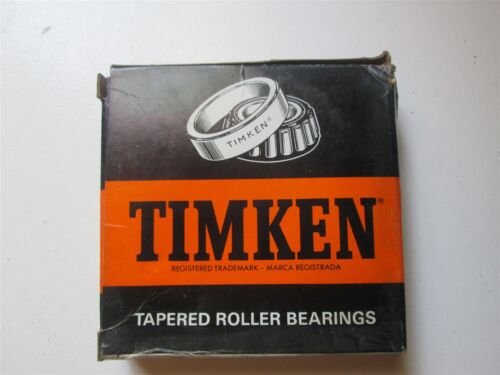 TIMKEN®
TIMKEN®
REGISTERED TRADEMARK – MARCA REGISTRADA
TAPERED ROLLER BEARINGS